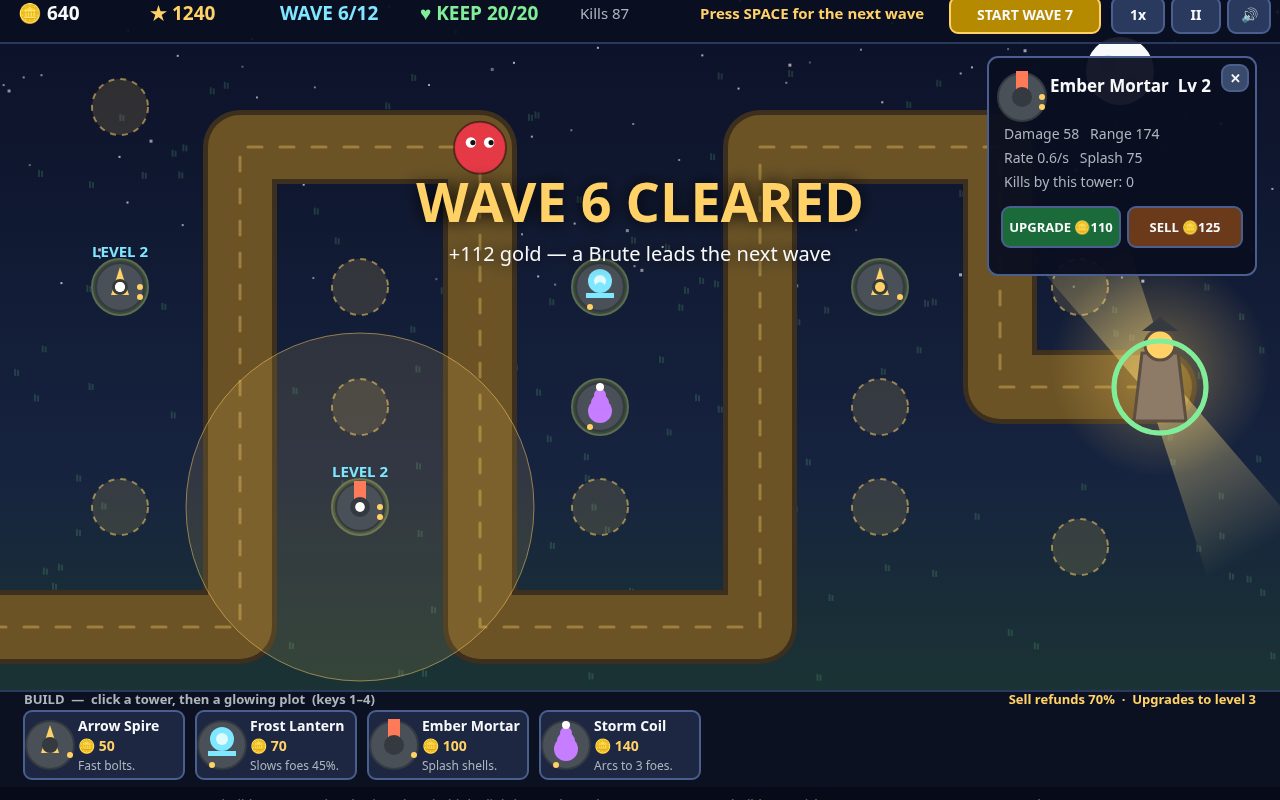 640
★ 1240
WAVE 6/12
♥ KEEP 20/20
Kills 87
Press SPACE for the next wave
START WAVE 7
1x
II
Ember Mortar Lv 2
×
Damage 58 Range 174
Rate 0.6/s Splash 75
Kills by this tower: 0
UPGRADE 110
SELL 125
WAVE 6 CLEARED
+112 gold — a Brute leads the next wave
LEVEL 2
LEVEL 2
BUILD — click a tower, then a glowing plot (keys 1–4)
Sell refunds 70% · Upgrades to level 3
Arrow Spire
50
Fast bolts.
Frost Lantern
70
Slows foes 45%.
Ember Mortar
100
Splash shells.
Storm Coil
140
Arcs to 3 foes.